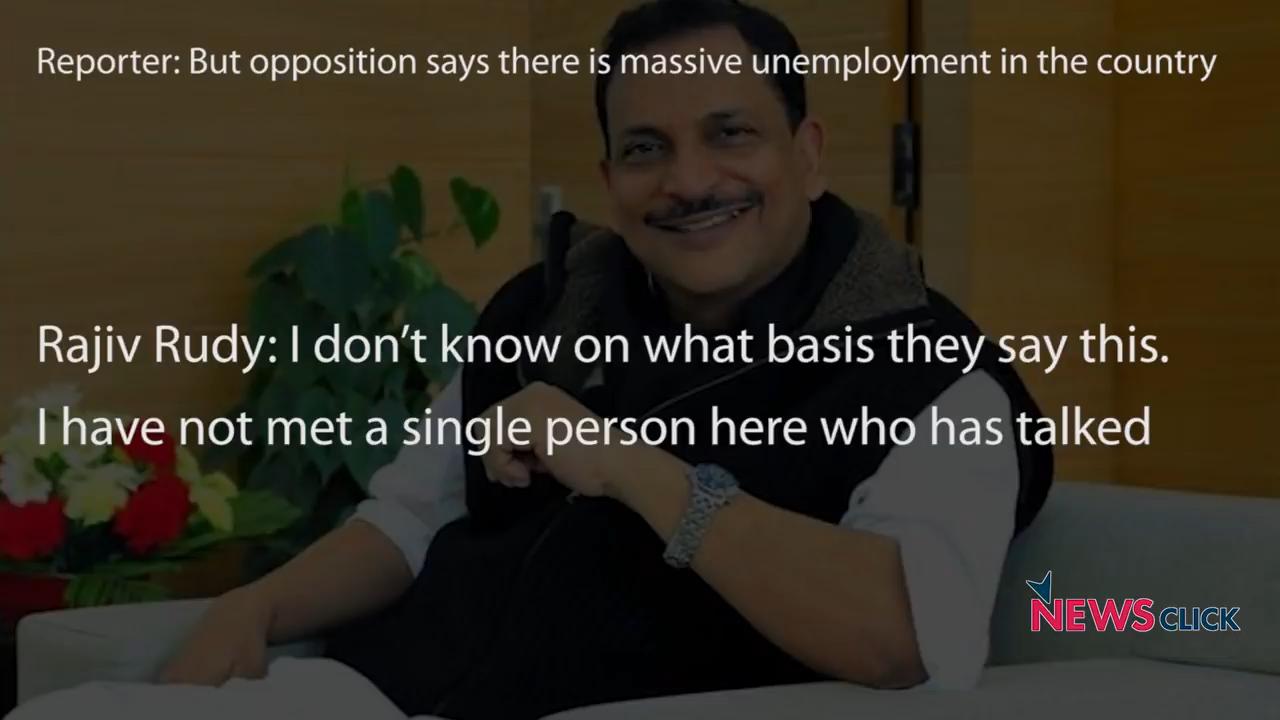 Reporter: But opposition says there is massive unemployment in the country
Rajiv Rudy: I don’t know on what basis they say this.
I have not met a single person here who has talked
NEWSCLICK